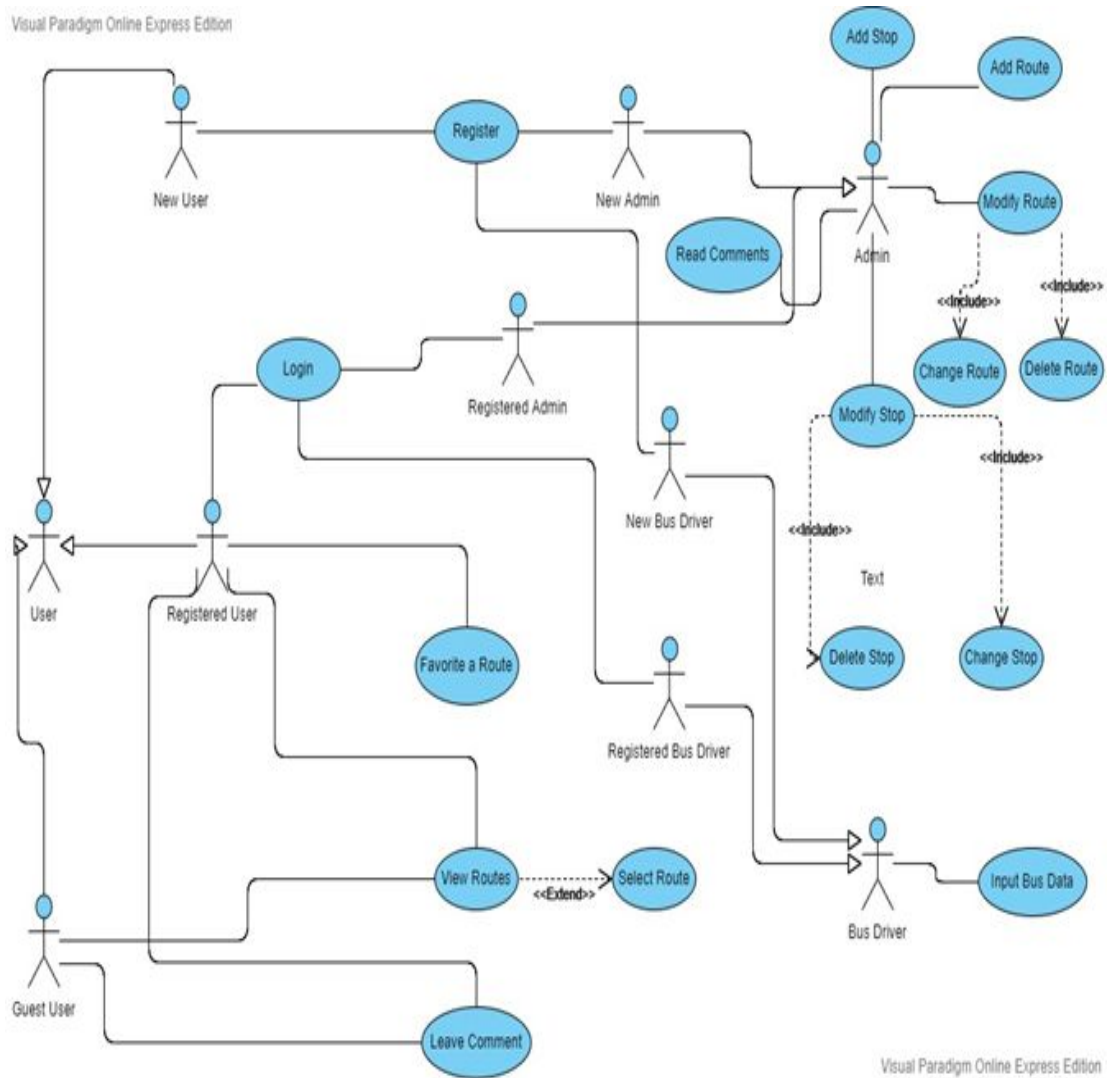 Visual Paradigm Online Express Edition
Add Stop
Add Route
Register
New User
New Admin
Modify Route
Admin
Read Comments
<<Include>>
<<Include>>
Login
Change Route
Delete Route
Registered Admin
Modify Stop
<<Include>>
New Bus Driver
<<Include>>
Text
User
Registered User
Favorite a Route
Delete Stop
Change Stop
Registered Bus Driver
View Routes
<<Extend>>
Select Route
Input Bus Data
Bus Driver
Guest User
Leave Comment
Visual Paradigm Online Express Edition